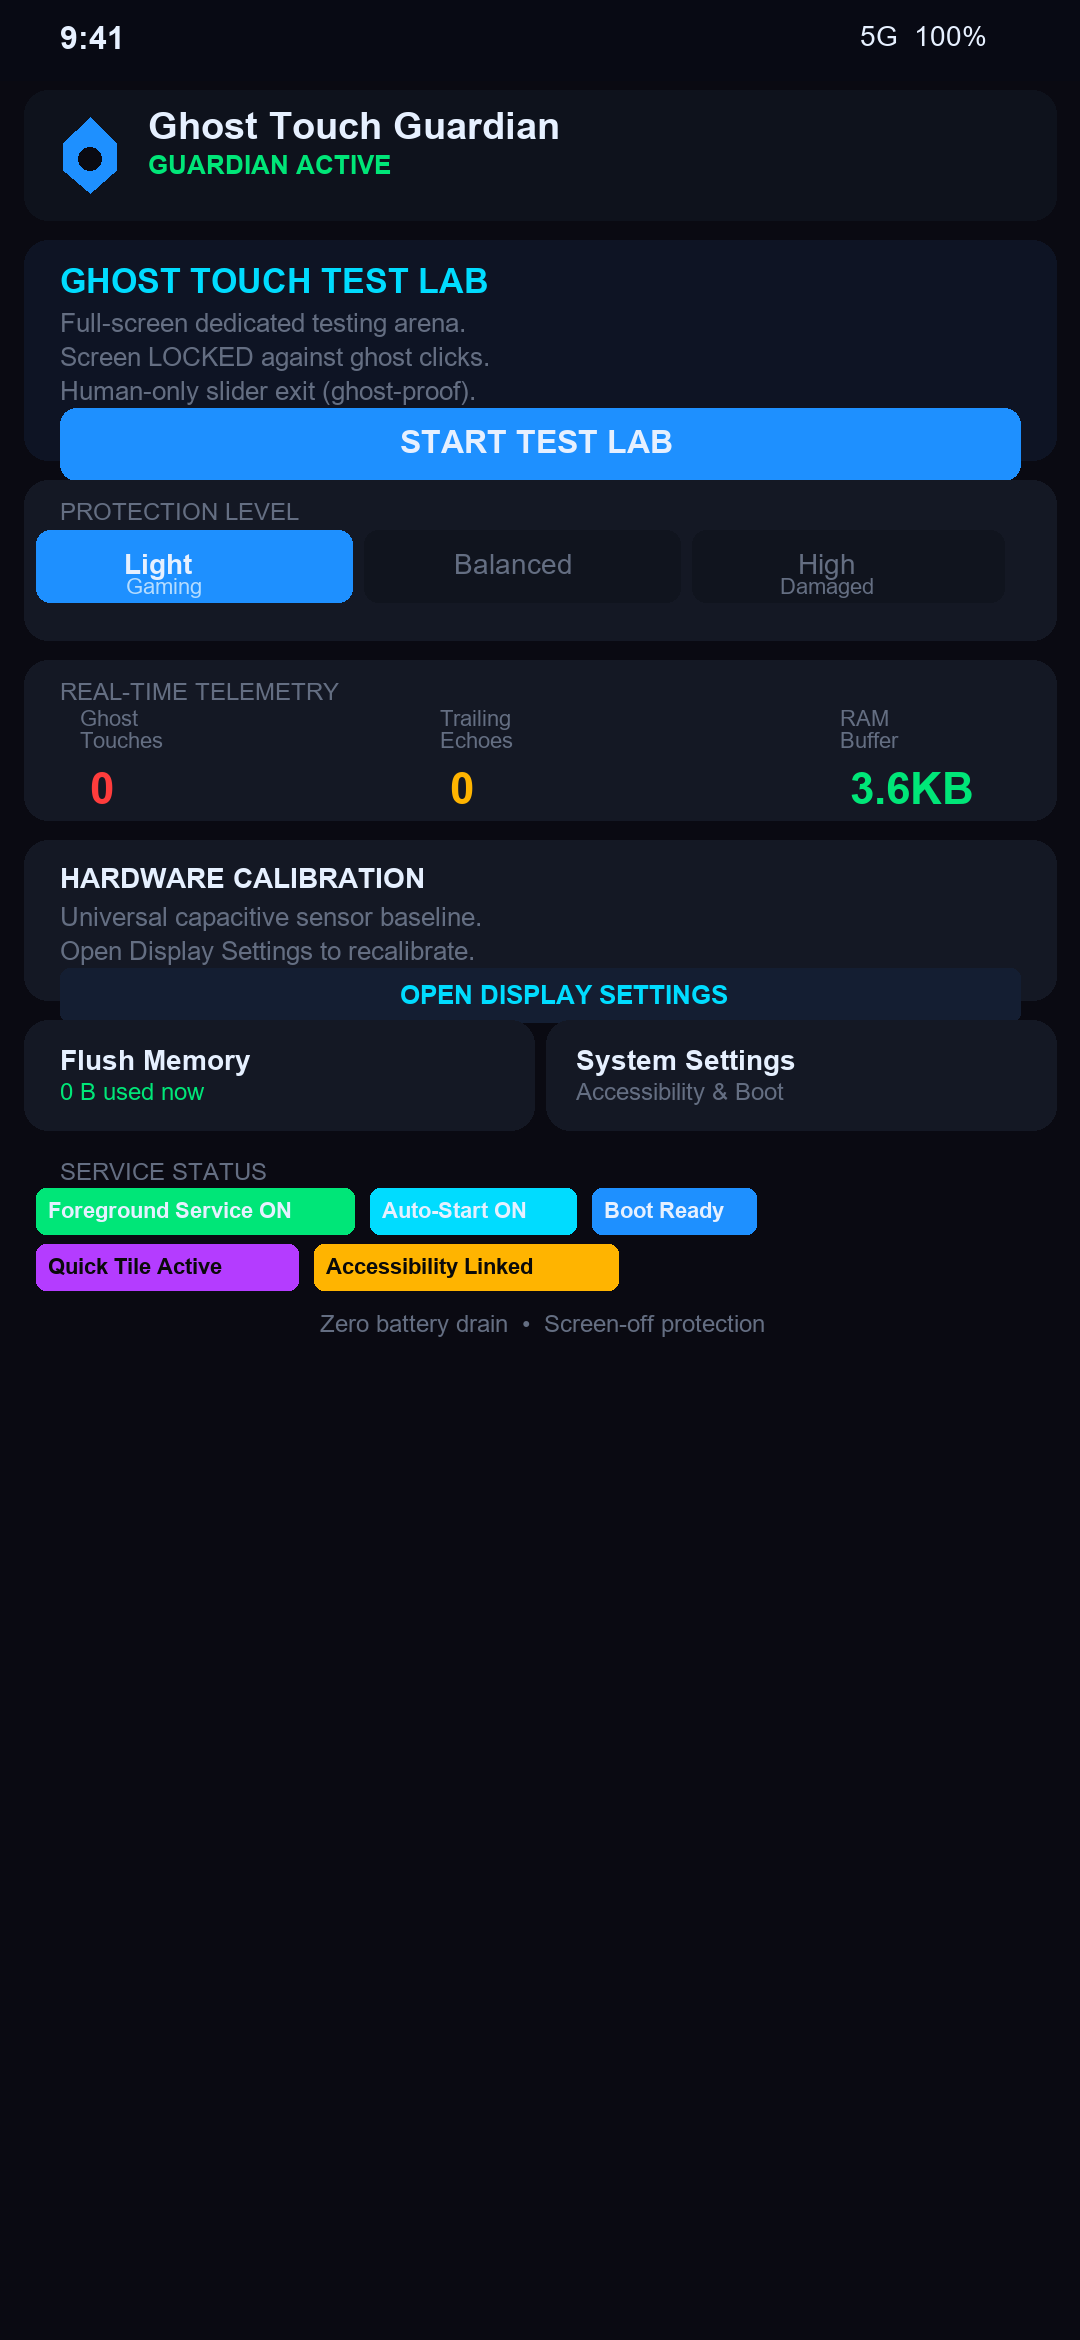 9:41 5G 100%
Ghost Touch Guardian
GUARDIAN ACTIVE
GHOST TOUCH TEST LAB
Full-screen dedicated testing arena.
Screen LOCKED against ghost clicks.
Human-only slider exit (ghost-proof).
START TEST LAB
PROTECTION LEVEL
Light Balanced High
Gaming Damaged
REAL-TIME TELEMETRY
Ghost Trailing RAM
Touches Echoes Buffer
0 0 3.6KB
HARDWARE CALIBRATION
Universal capacitive sensor baseline.
Open Display Settings to recalibrate.
OPEN DISPLAY SETTINGS
Flush Memory System Settings
0 B used now Accessibility & Boot
SERVICE STATUS
Foreground Service ON Auto-Start ON Boot Ready
Quick Tile Active Accessibility Linked
Zero battery drain • Screen-off protection